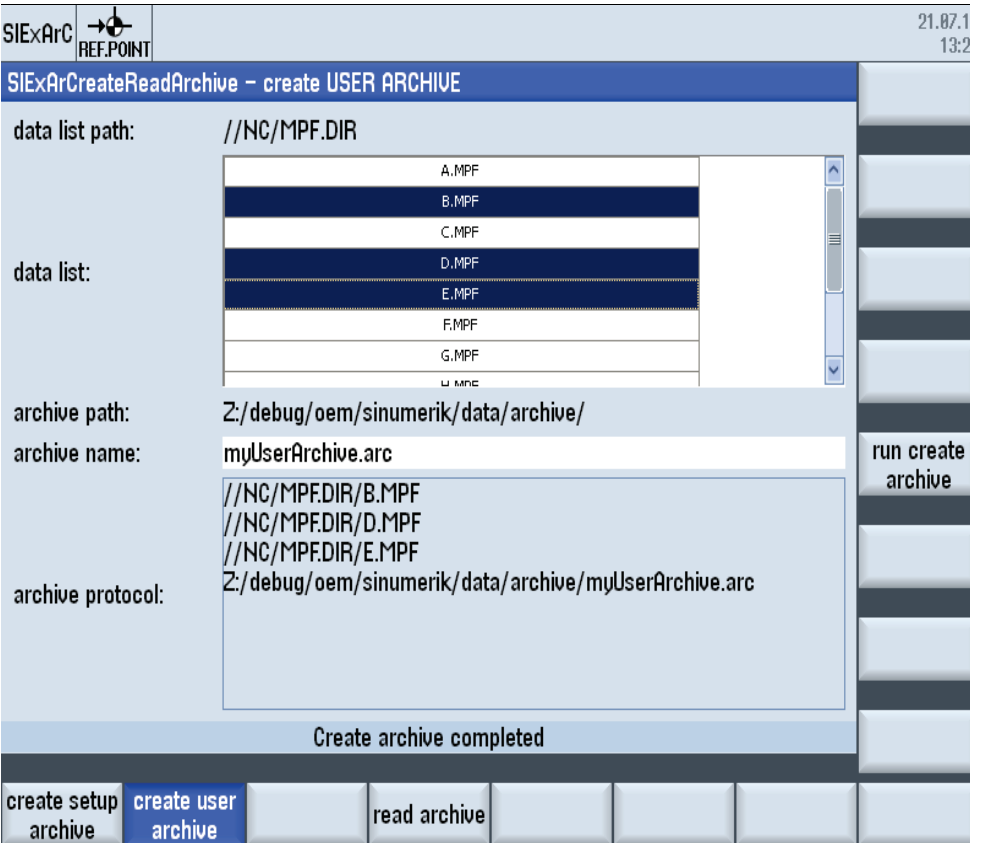 SIExArC
REF.POINT
21.07.1
13:2
SIExArCreateReadArchive - create USER ARCHIVE
data list path: //NC/MPF.DIR
A.MPF
B.MPF
C.MPF
data list:
D.MPF
E.MPF
F.MPF
G.MPF
H.MPF
archive path: Z:/debug/oem/sinumerik/data/archive/
archive name: myUserArchive.arc
run create
archive
//NC/MPF.DIR/B.MPF
//NC/MPF.DIR/D.MPF
//NC/MPF.DIR/E.MPF
archive protocol:
Z:/debug/oem/sinumerik/data/archive/myUserArchive.arc
Create archive completed
create setup
archive
create user
archive
read archive